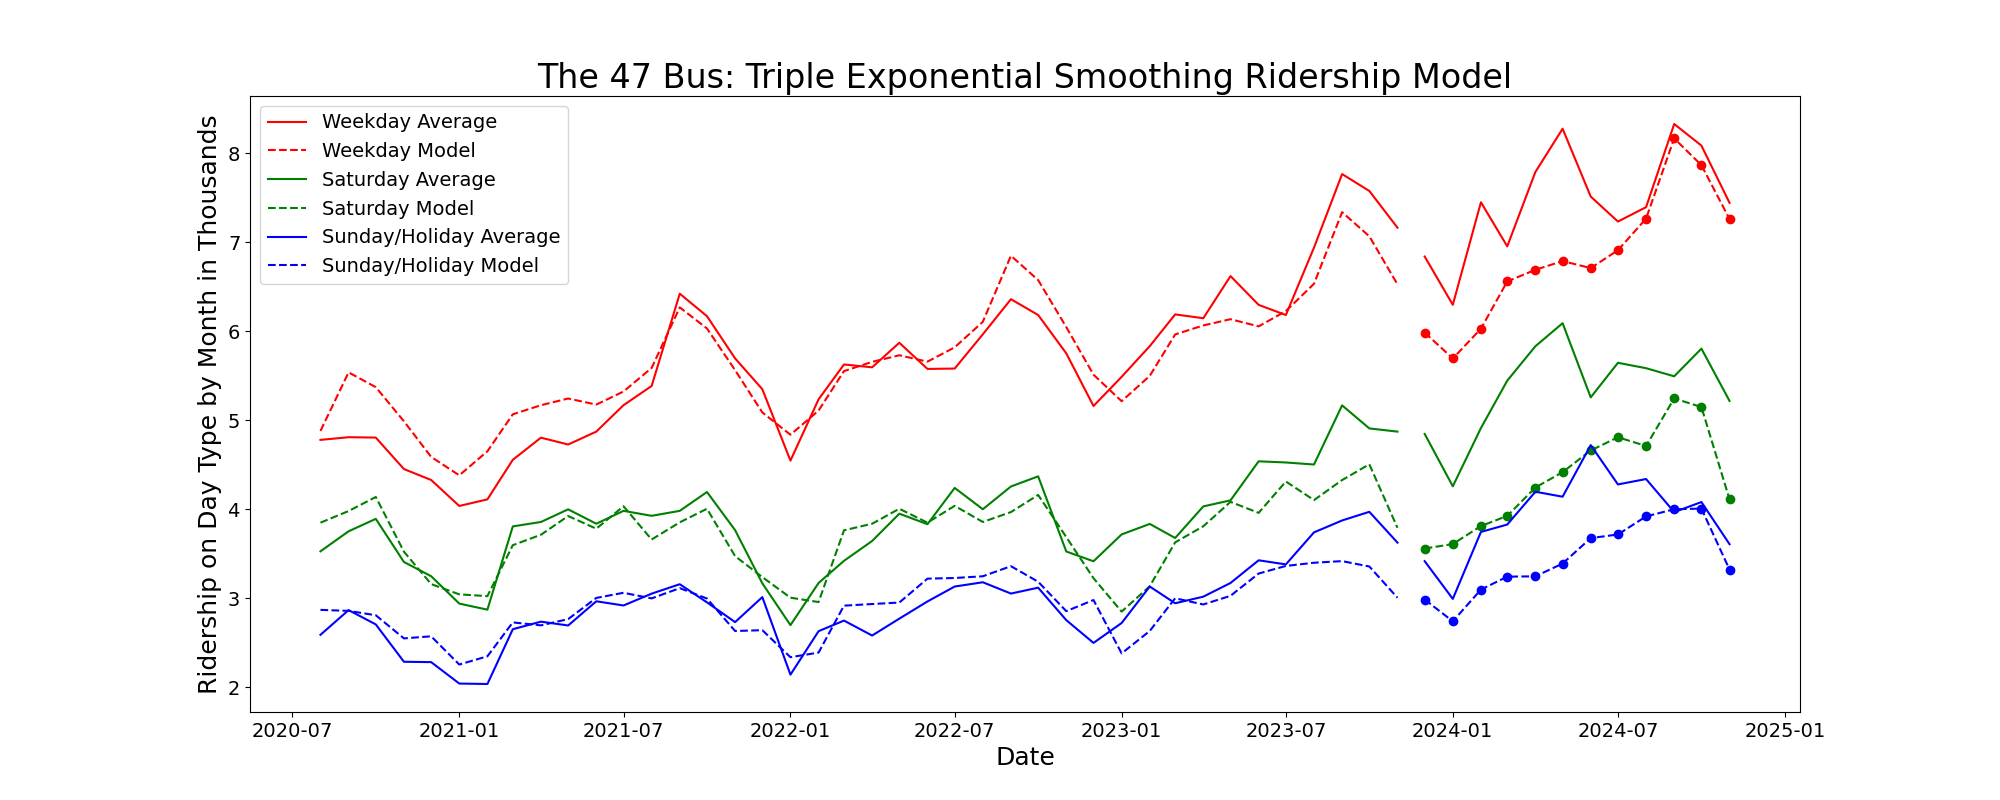 The 47 Bus: Triple Exponential Smoothing Ridership Model
Weekday Average
Weekday Model
Saturday Average
Saturday Model
Sunday/Holiday Average
Sunday/Holiday Model
Ridership on Day Type by Month in Thousands
8
7
6
5
4
3
2
2020-07
2021-01
2021-07
2022-01
2022-07
2023-01
2023-07
2024-01
2024-07
2025-01
Date